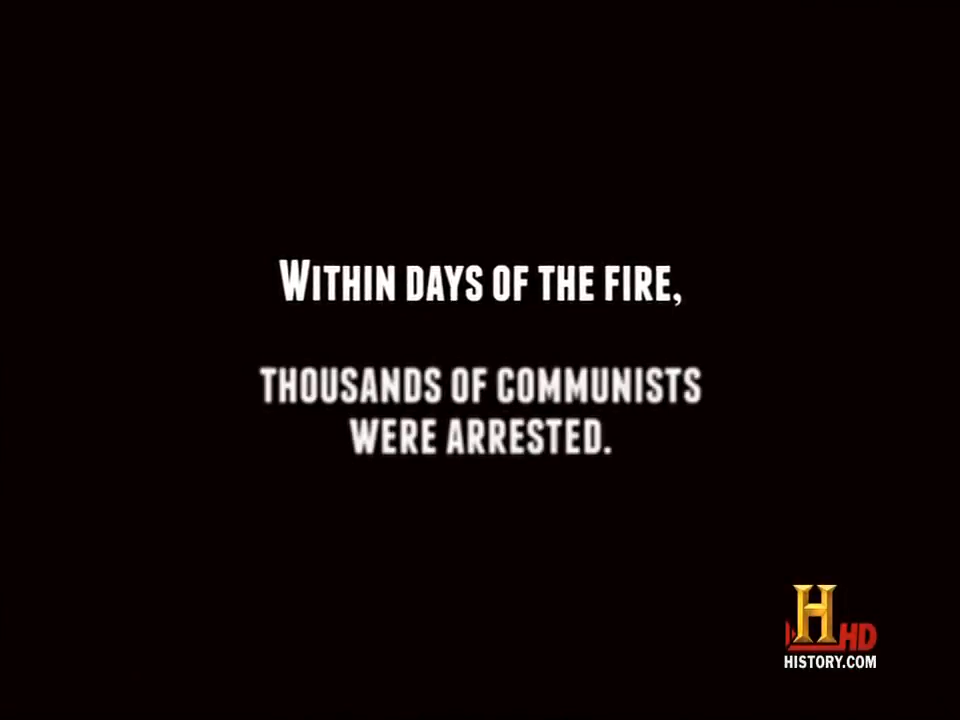 WITHIN DAYS OF THE FIRE,
THOUSANDS OF COMMUNISTS
WERE ARRESTED.
H HD
HISTORY.COM